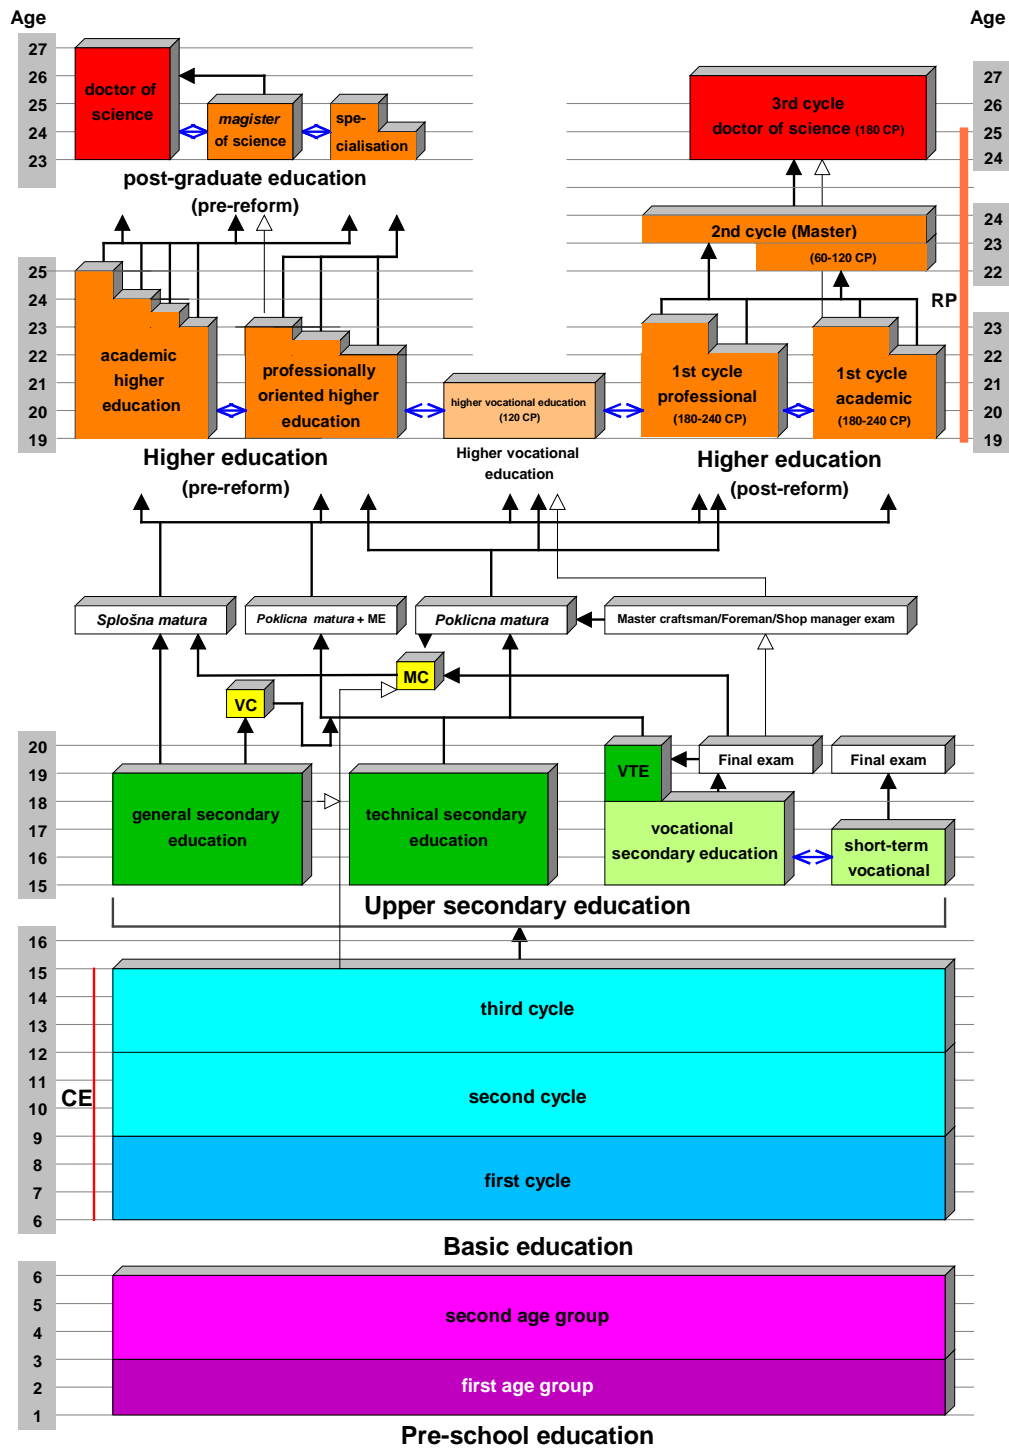 Age
Age
27
26
25
24
23
doctor of
science
magister
of science
spe-
cialisation
post-graduate education
(pre-reform)
27
26
25
24
3rd cycle
doctor of science (180 CP)
24
23
22
2nd cycle (Master)
(60-120 CP)
RP
25
24
23
22
21
20
19
academic
higher
education
professionally
oriented higher
education
higher vocational education
(120 CP)
1st cycle
professional
(180-240 CP)
1st cycle
academic
(180-240 CP)
23
22
21
20
19
Higher education
(pre-reform)
Higher vocational
education
Higher education
(post-reform)
Splošna matura
Poklicna matura + ME
Poklicna matura
Master craftsman/Foreman/Shop manager exam
MC
VC
20
19
18
17
16
15
VTE
Final exam
Final exam
general secondary
education
technical secondary
education
vocational
secondary education
short-term
vocational
Upper secondary education
16
15
14
13
12
11
10
9
8
7
6
CE
third cycle
second cycle
first cycle
Basic education
6
5
4
3
2
1
second age group
first age group
Pre-school education